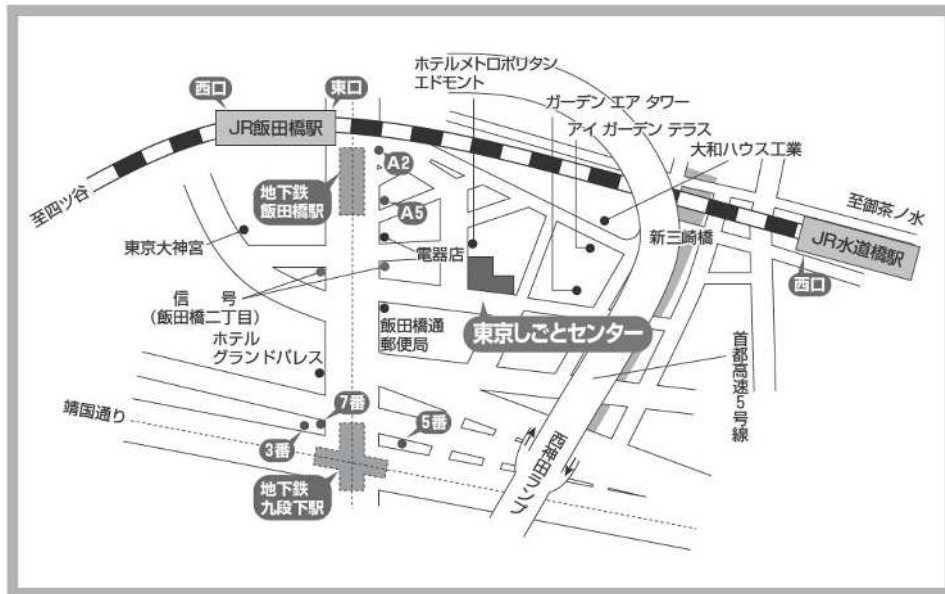 ホテルメトロポリタン
エドモント
西口
東口
ガーデン エア タワー
JR飯田橋駅
アイ ガーデン テラス
大和ハウス工業
A2
地下鉄
飯田橋駅
至四ツ谷
A5
至御茶ノ水
東京大神宮
電器店
新三崎橋
JR水道橋駅
西口
信 号
(飯田橋二丁目)
飯田橋通
郵便局
東京しごとセンター
ホテル
グランドパレス
首都高速5号線
靖国通り
7番
3番
5番
西神田ランプ
地下鉄
九段下駅